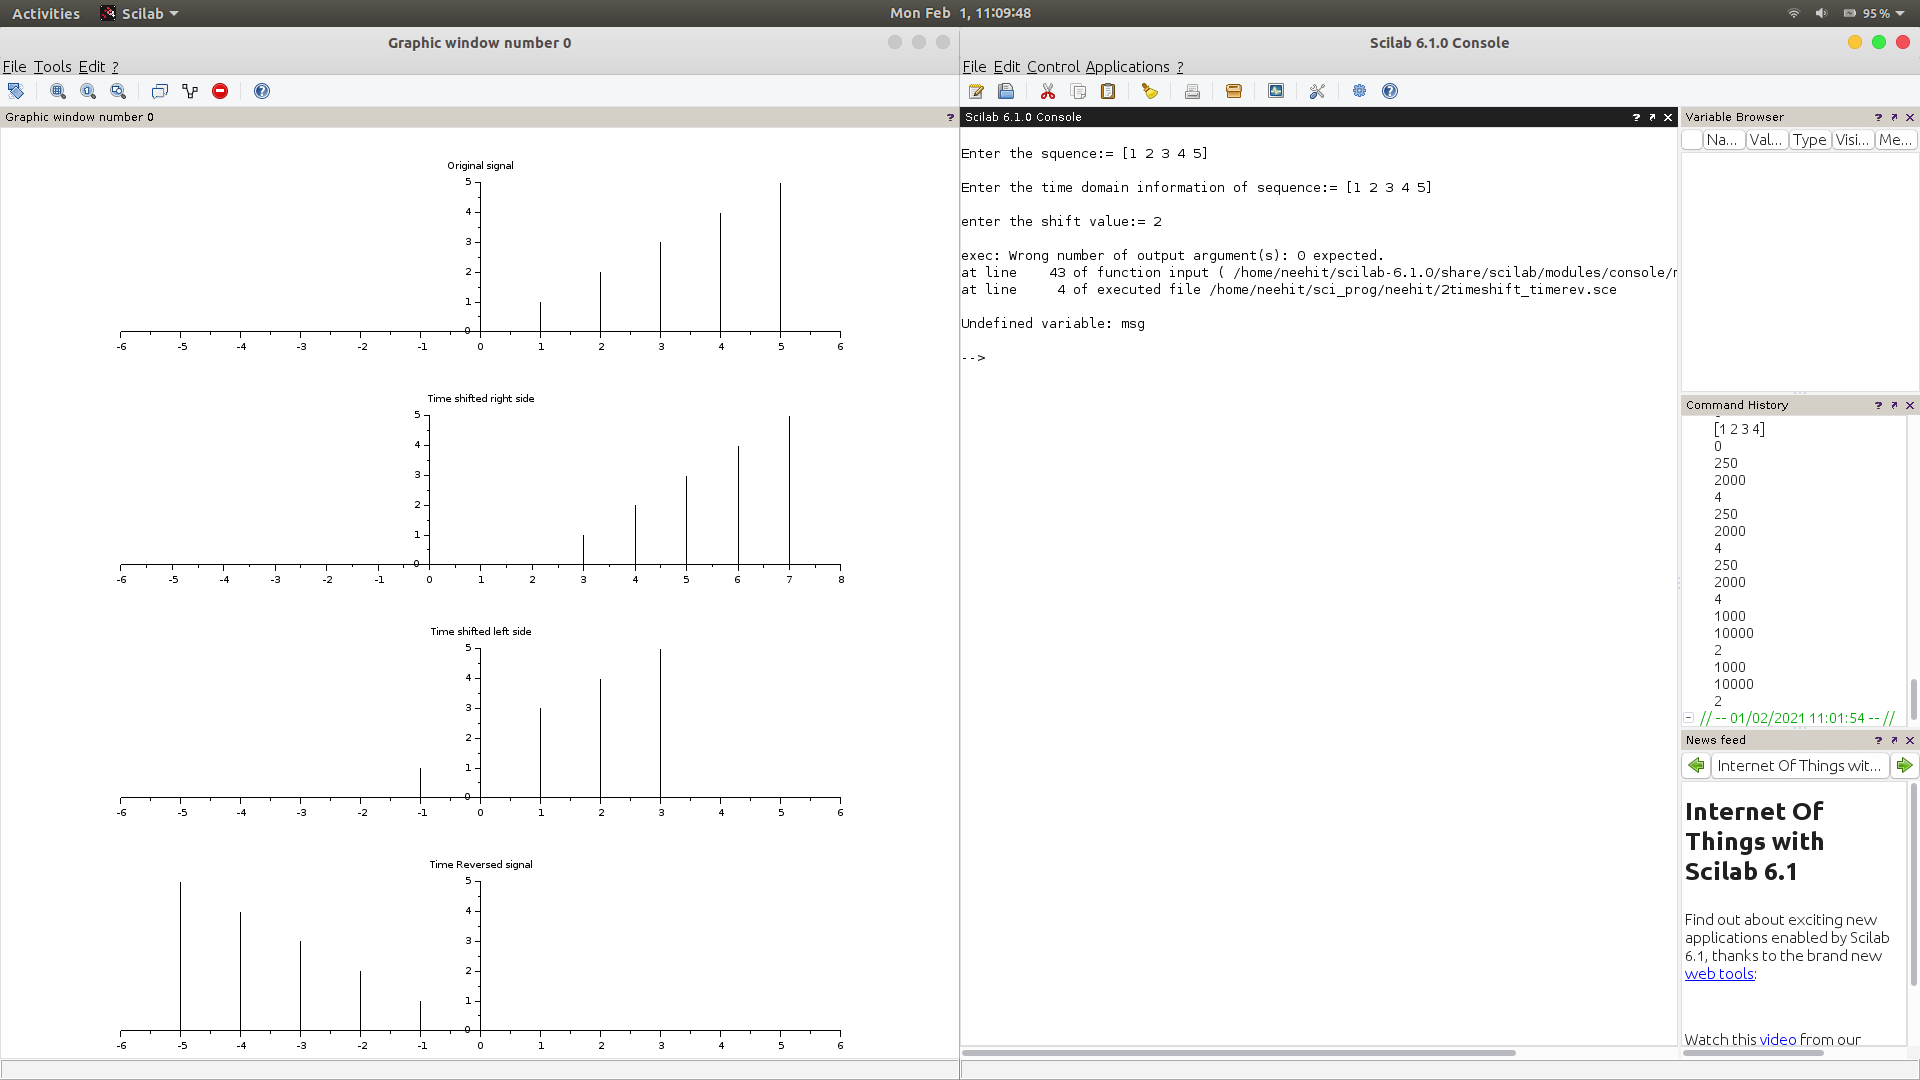 Activities Scilab Mon Feb 1, 11:09:48 95 %
Graphic window number 0
File Tools Edit ?
Graphic window number 0 ?
Original signal
5
4
3
2
1
0
-6 -5 -4 -3 -2 -1 0 1 2 3 4 5 6
Time shifted right side
5
4
3
2
1
0
-6 -5 -4 -3 -2 -1 0 1 2 3 4 5 6 7 8
Time shifted left side
5
4
3
2
1
0
-6 -5 -4 -3 -2 -1 0 1 2 3 4 5 6
Time Reversed signal
5
4
3
2
1
0
-6 -5 -4 -3 -2 -1 0 1 2 3 4 5 6
Scilab 6.1.0 Console
File Edit Control Applications ?
Scilab 6.1.0 Console ?
Enter the squence:= [1 2 3 4 5]
Enter the time domain information of sequence:= [1 2 3 4 5]
enter the shift value:= 2
exec: Wrong number of output argument(s): 0 expected.
at line 43 of function input ( /home/neehit/scilab-6.1.0/share/scilab/modules/console/
at line 4 of executed file /home/neehit/sci_prog/neehit/2timeshift_timerev.sce
Undefined variable: msg
-->
Variable Browser ?
Na... Val... Type Visi... Me...
Command History ?
[1 2 3 4]
0
250
2000
4
250
2000
4
250
2000
4
1000
10000
2
1000
10000
2
// -- 01/02/2021 11:01:54 -- //
News feed ?
Internet Of Things wit...
Internet Of
Things with
Scilab 6.1
Find out about exciting new
applications enabled by Scilab
6.1, thanks to the brand new
web tools:
Watch this video from our